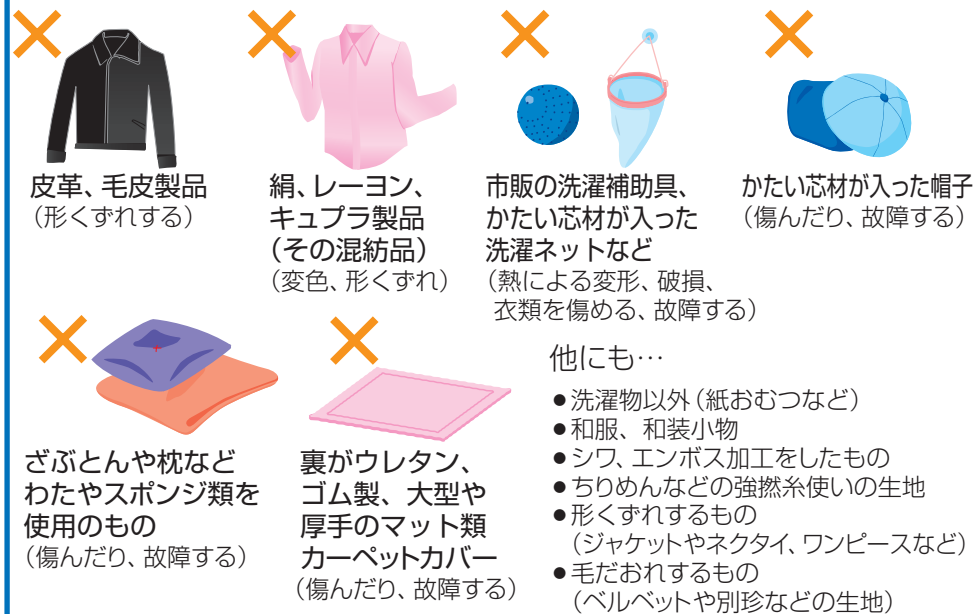 皮革、毛皮製品
（形くずれする）
絹、レーヨン、
キュプラ製品
（その混紡品）
（変色、形くずれ）
市販の洗濯補助具、
かたい芯材が入った
洗濯ネットなど
（熱による変形、破損、
衣類を傷める、故障する）
かたい芯材が入った帽子
（傷んだり、故障する）
ざぶとんや枕など
わたやスポンジ類を
使用のもの
（傷んだり、故障する）
裏がウレタン、
ゴム製、大型や
厚手のマット類
カーペットカバー
（傷んだり、故障する）
他にも…
●洗濯物以外（紙おむつなど）
●和服、和装小物
●シワ、エンボス加工をしたもの
●ちりめんなどの強撚糸使いの生地
●形くずれするもの
（ジャケットやネクタイ、ワンピースなど）
●毛だおれするもの
（ベルベットや別珍などの生地）